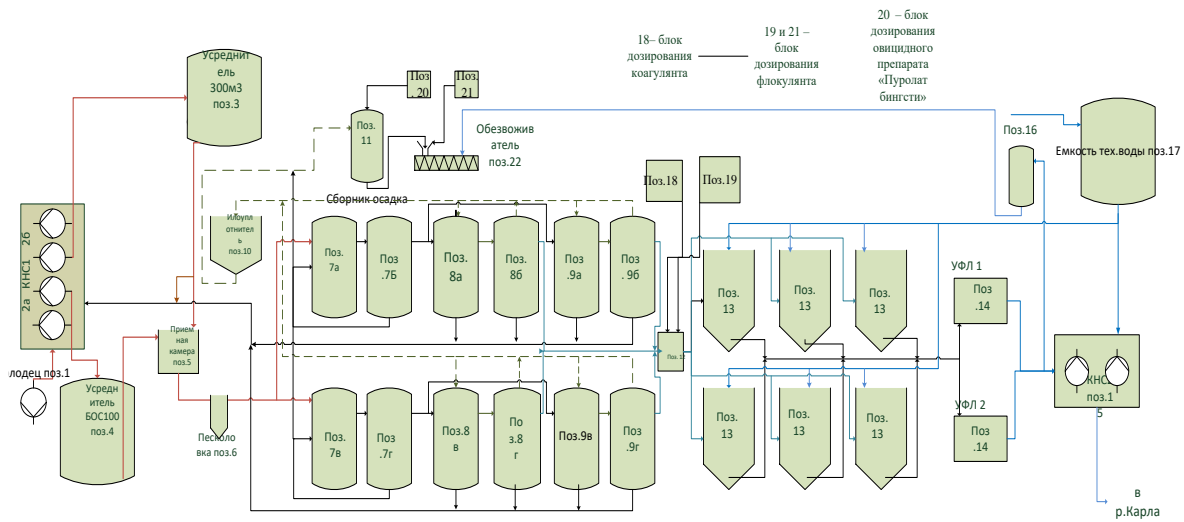 18– блок
дозирования
коагулянта
19 и 21 –
блок
дозирования
флокулянта
20 – блок
дозирования
овицидного
препарата
«Пуролат
бингсти»
Усреднит
ель
300м3
поз.3
Поз
. 20
Поз.
21
Поз.
11
Обезвожив
атель
поз.22
Поз.16
Емкость тех.воды поз.17
Поз.18
Поз.19
Сборник осадка
2а КНС1 2б
Илоупл
отнител
ь
поз.10
Поз.
7а
Поз
.7Б
Поз.
8а
Поз.
8б
Поз
.9а
Поз
. 9б
Поз.
13
Поз.
13
Поз.
13
УФЛ 1
Поз
.14
Прием
ная
камера
поз.5
лодец поз.1
Усредн
итель
БОС100
поз.4
Песколо
вка поз.6
Поз.
7в
Поз
.7г
Поз.8
в
По
з.8
г
Поз.9в
Поз
.9г
Поз.
13
Поз.
13
Поз.
13
УФЛ 2
Поз
.14
поз.1
5
в
р.Карла